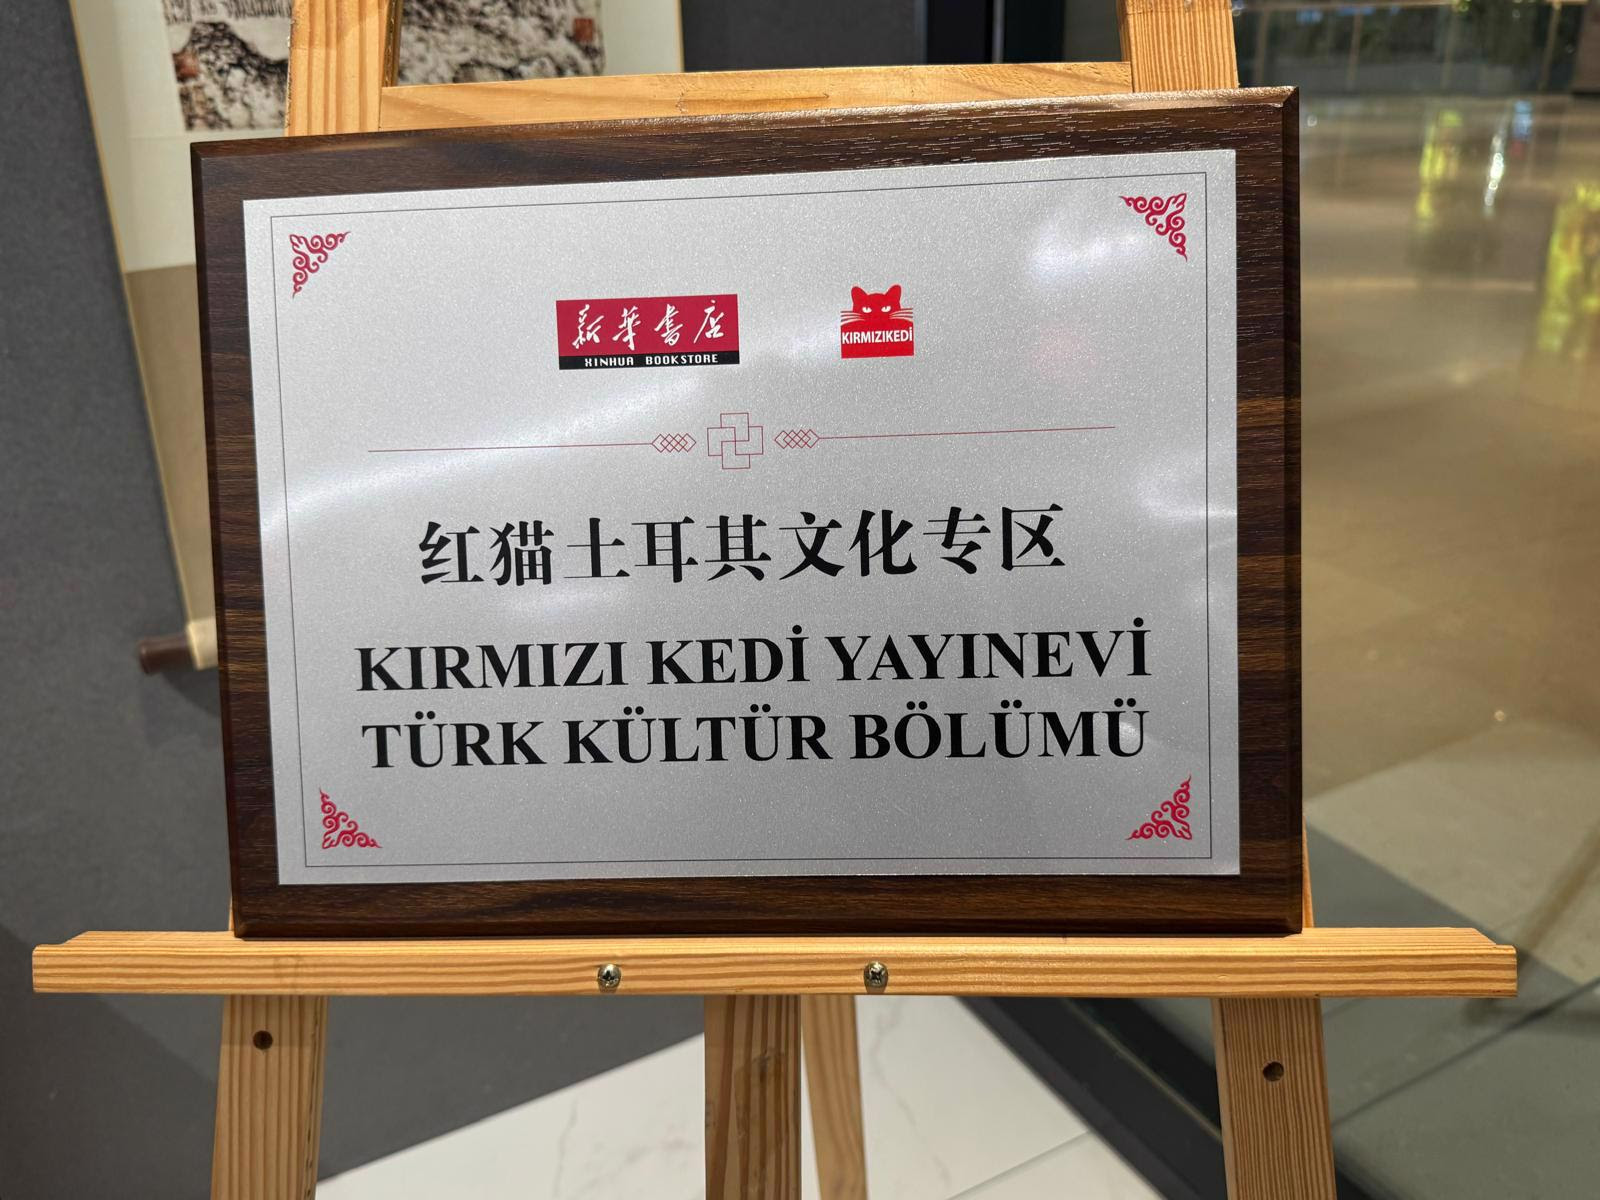 新華書店
XINHUA BOOKSTORE
KIRMIZIKEDİ
红猫土耳其文化专区
KIRMIZI KEDİ YAYINEVİ
TÜRK KÜLTÜR BÖLÜMÜ